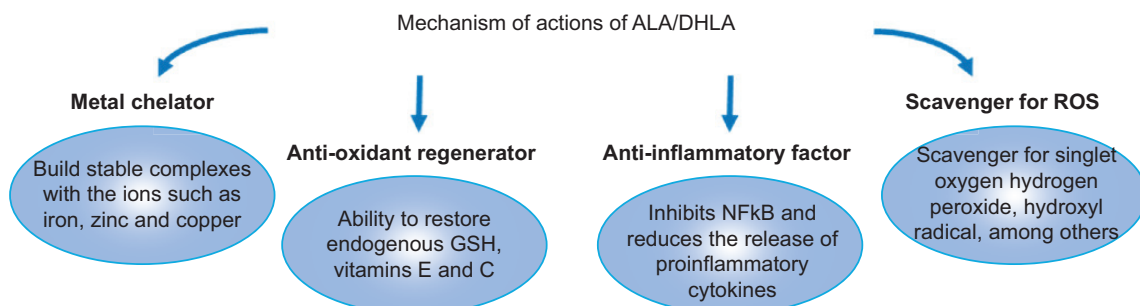 Mechanism of actions of ALA/DHLA
Metal chelator
Build stable complexes
with the ions such as
iron, zinc and copper
Anti-oxidant regenerator
Ability to restore
endogenous GSH,
vitamins E and C
Anti-inflammatory factor
Inhibits NFkB and
reduces the release of
proinflammatory
cytokines
Scavenger for ROS
Scavenger for singlet
oxygen hydrogen
peroxide, hydroxyl
radical, among others